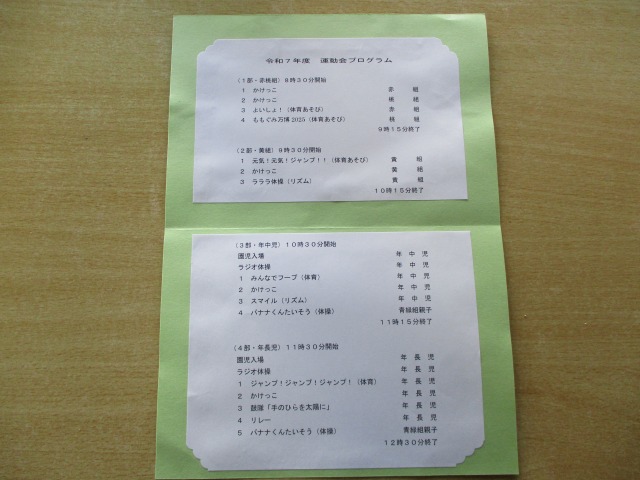 令和7年度　運動会プログラム
(1部・赤桃組) 8時30分開始
1 かけっこ 赤 組
2 かけっこ 桃 組
3 よいしょ！(体育あそび) 赤 組
4 ももぐみ万博2025(体育あそび) 桃 組
9時15分終了
(2部・黄組) 9時30分開始
1 元気！元気！ジャンプ！！(体育あそび) 黄 組
2 かけっこ 黄 組
3 ラララ体操(リズム) 黄 組
10時15分終了
(3部・年中児) 10時30分開始
園児入場 年 中 児
ラジオ体操 年 中 児
1 みんなでフープ(体育) 年 中 児
2 かけっこ 年 中 児
3 スマイル(リズム) 年 中 児
4 バナナくんたいそう(体操) 青緑組親子
11時15分終了
(4部・年長児) 11時30分開始
園児入場 年 長 児
ラジオ体操 年 長 児
1 ジャンプ！ジャンプ！ジャンプ！(体育) 年 長 児
2 かけっこ 年 長 児
3 鼓隊「手のひらを太陽に」 年 長 児
4 リレー 年 長 児
5 バナナくんたいそう(体操) 青緑組親子
12時30分終了